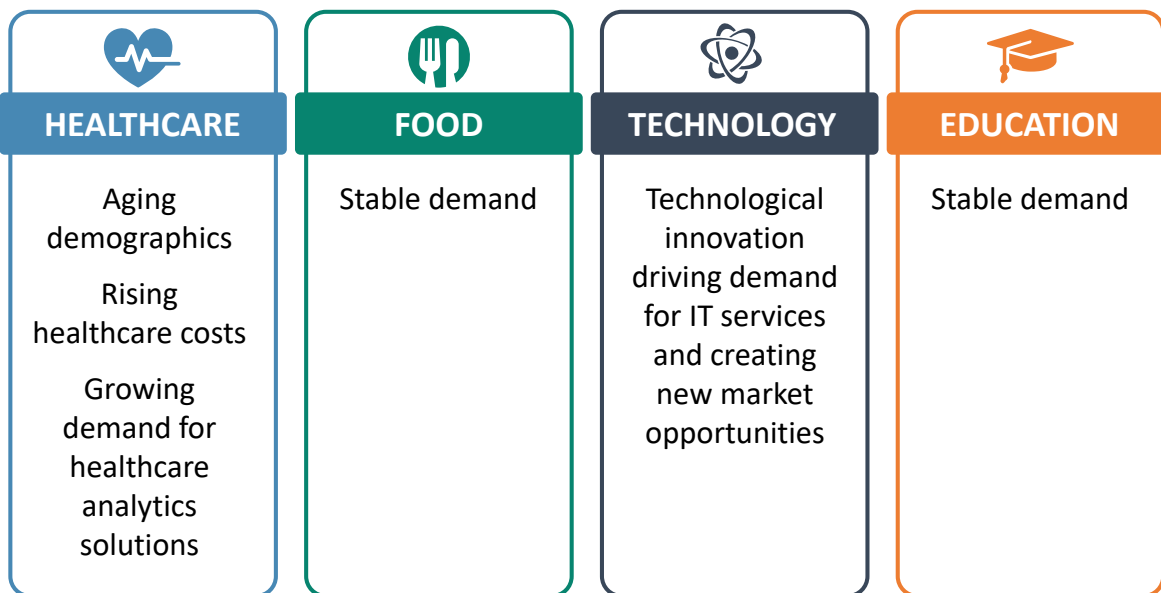 HEALTHCARE
Aging
demographics
Rising
healthcare costs
Growing
demand for
healthcare
analytics
solutions
FOOD
Stable demand
TECHNOLOGY
Technological
innovation
driving demand
for IT services
and creating
new market
opportunities
EDUCATION
Stable demand